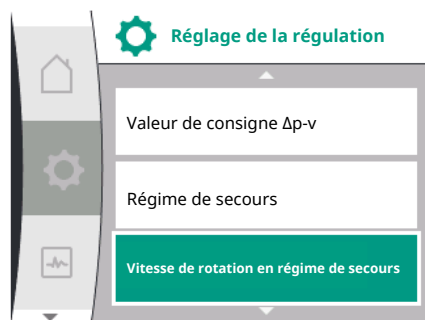 Réglage de la régulation
Valeur de consigne Δp-v
Régime de secours
Vitesse de rotation en régime de secours